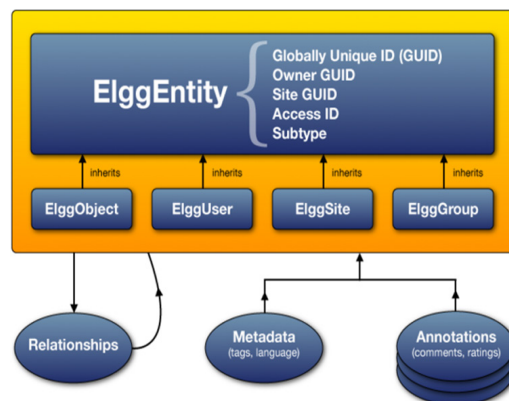 ElggEntity
Globally Unique ID (GUID)
Owner GUID
Site GUID
Access ID
Subtype
inherits
inherits
inherits
inherits
ElggObject
ElggUser
ElggSite
ElggGroup
Relationships
Metadata
(tags, language)
Annotations
(comments, ratings)